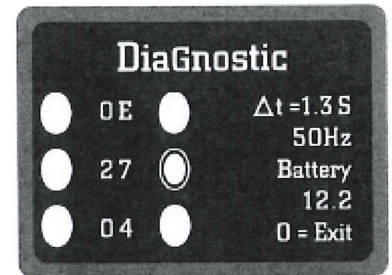 DiaGnostic
0E
27
04
Δt =1.3 S
50Hz
Battery
12.2
0 = Exit